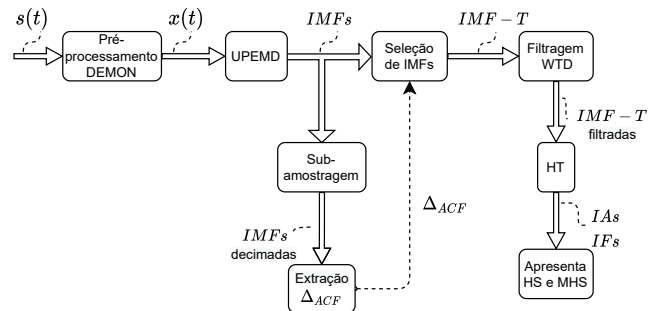 s(t)
Pré-
processamento
DEMON
x(t)
UPEMD
IMFs
Seleção
de IMFs
IMF − T
Filtragem
WTD
IMF − T
filtradas
Sub-
amostragem
HT
Δ_ACF
IMFs
decimadas
IAs
IFs
Extração
Δ_ACF
Apresenta
HS e MHS